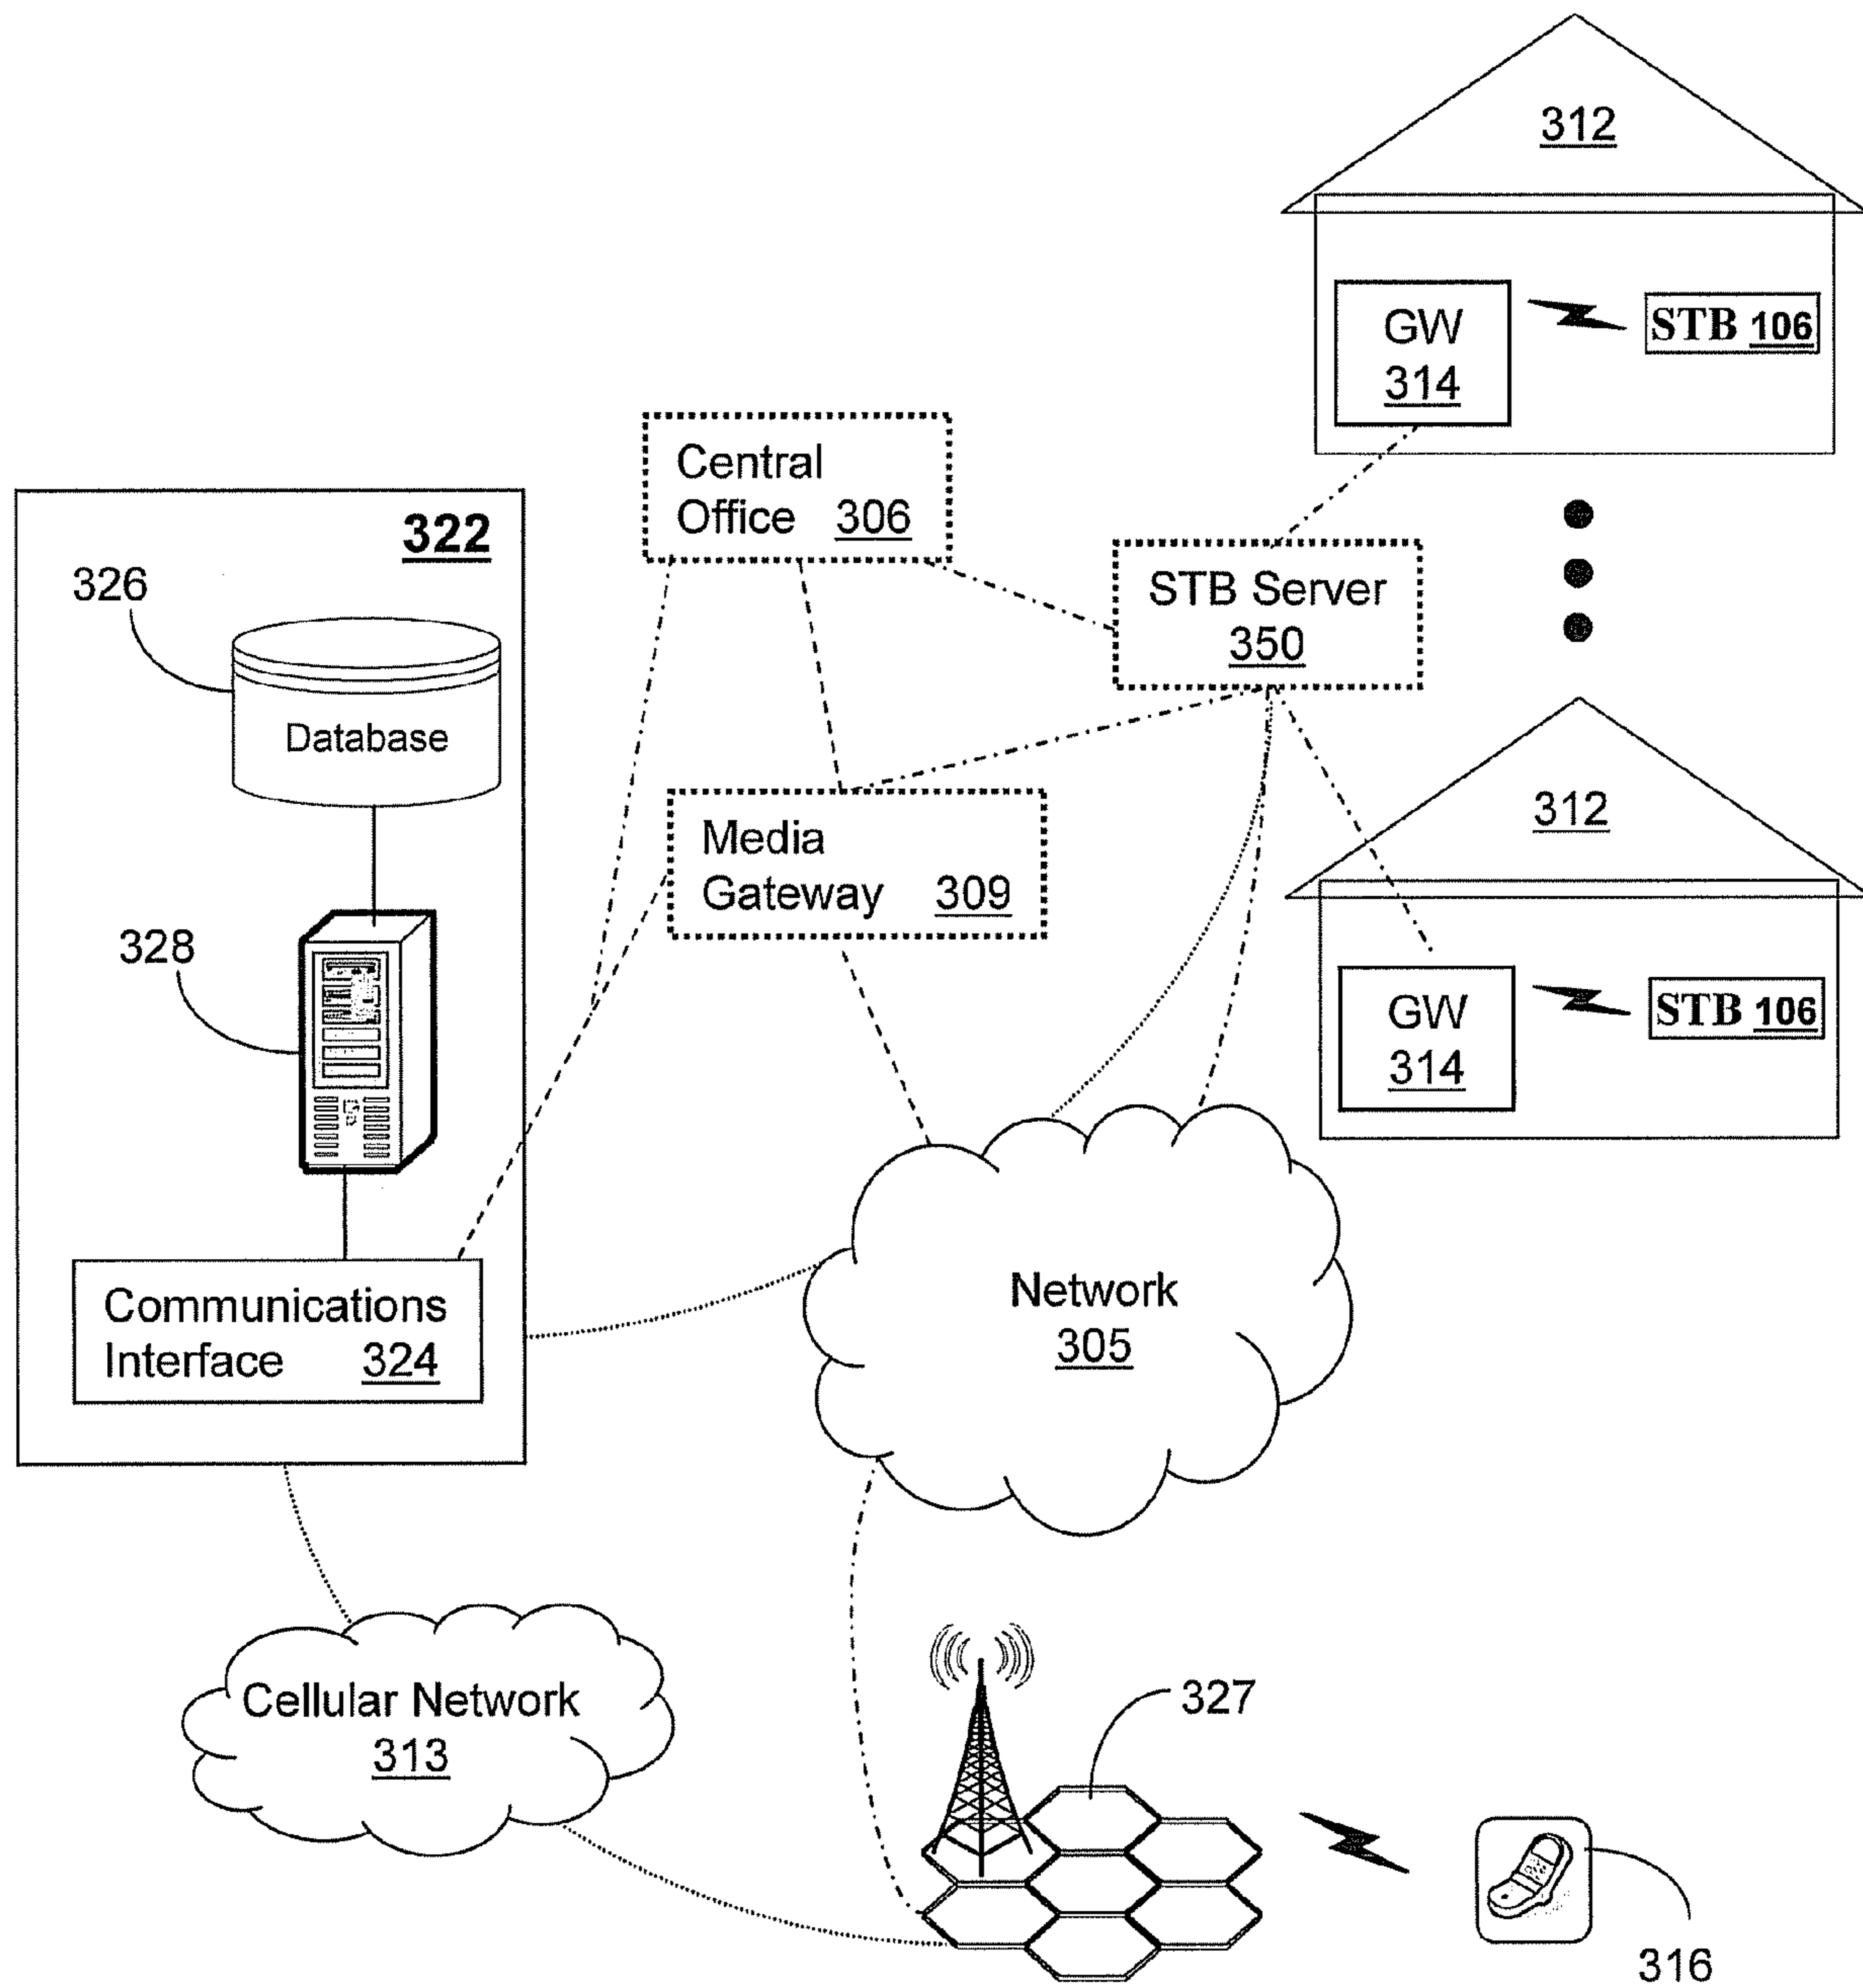 312
GW
314
STB 106
Central
Office 306
322
326
STB Server
350
Database
Media
Gateway 309
312
328
GW
314
STB 106
Communications
Interface 324
Network
305
Cellular Network
313
327
316